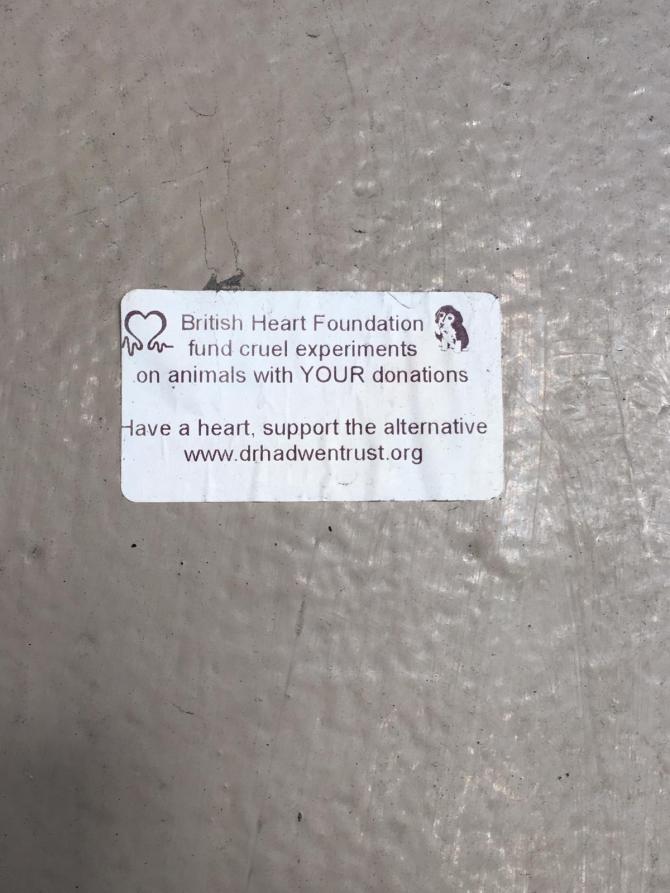 British Heart Foundation
fund cruel experiments
on animals with YOUR donations
Have a heart, support the alternative
www.drhadwentrust.org